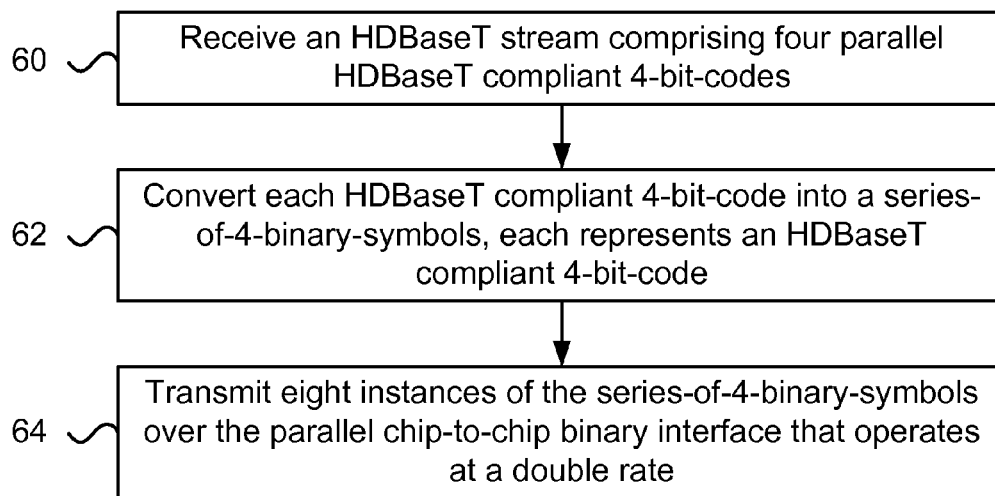 60
Receive an HDBaseT stream comprising four parallel
HDBaseT compliant 4-bit-codes
62
Convert each HDBaseT compliant 4-bit-code into a series-
of-4-binary-symbols, each represents an HDBaseT
compliant 4-bit-code
64
Transmit eight instances of the series-of-4-binary-symbols
over the parallel chip-to-chip binary interface that operates
at a double rate